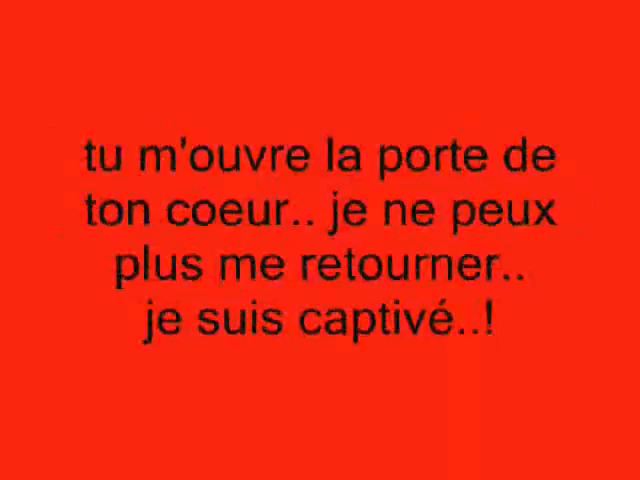 tu m'ouvre la porte de
ton coeur.. je ne peux
plus me retourner..
je suis captivé..!